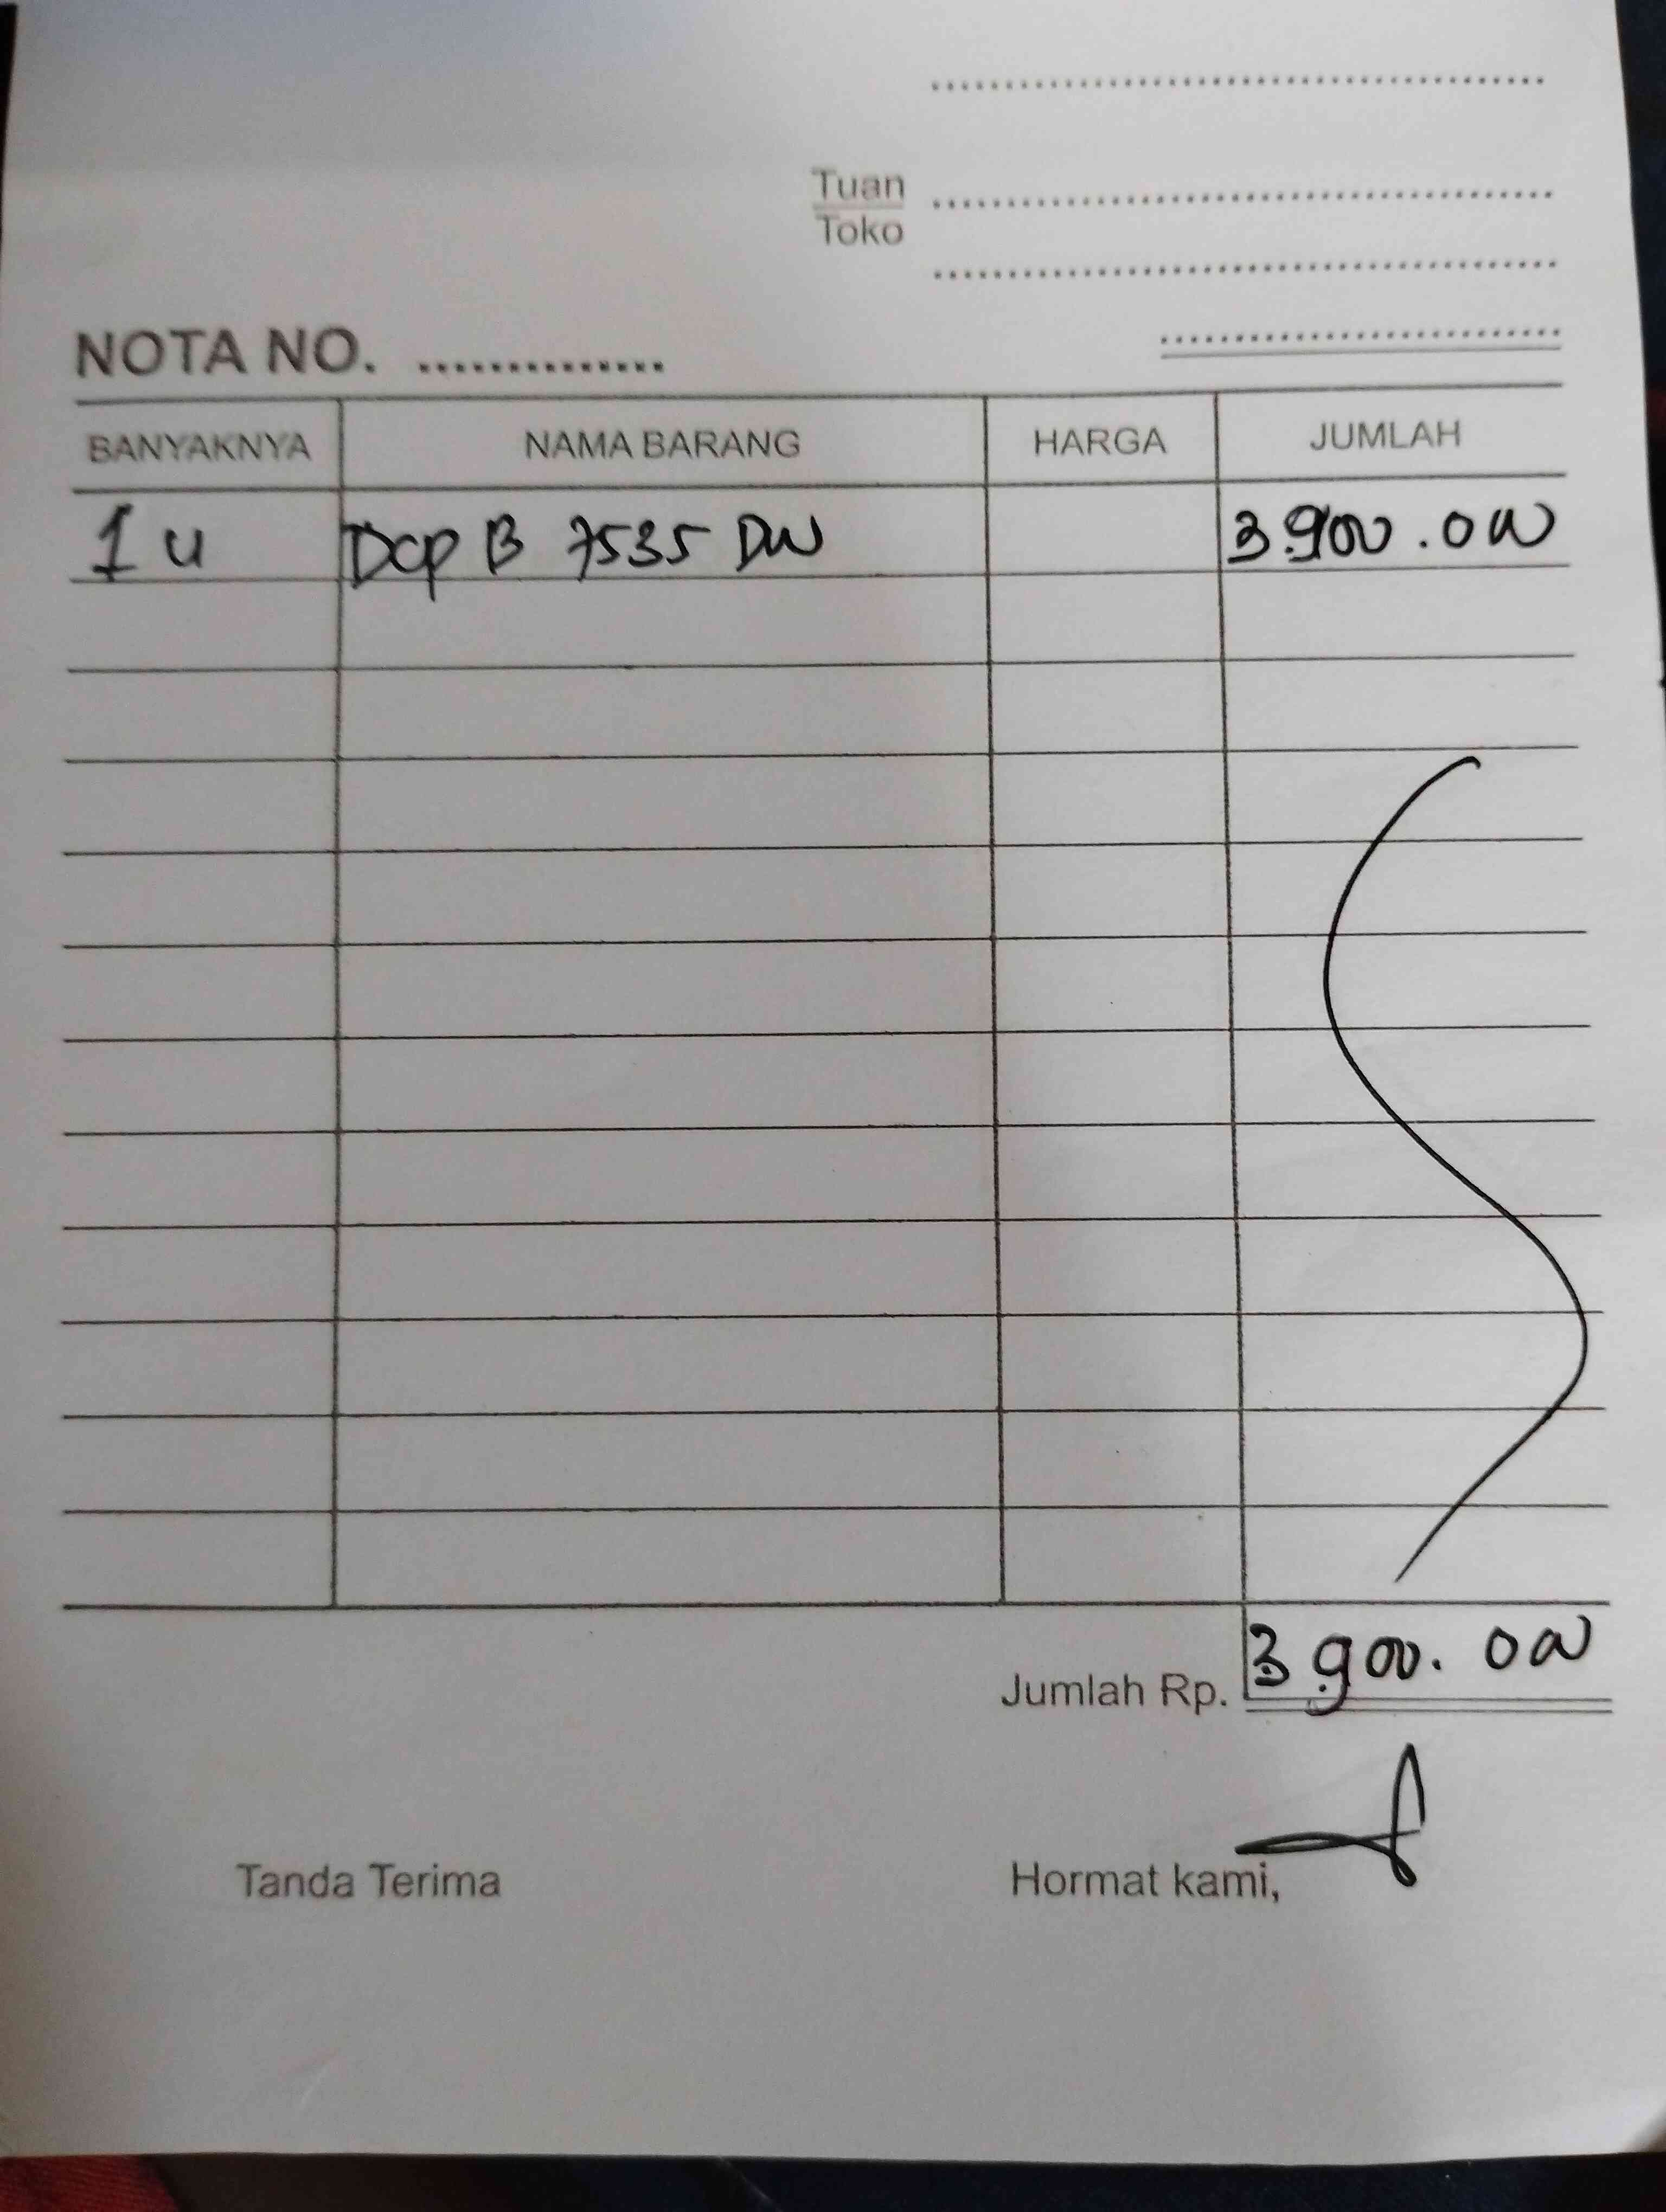 Tuan
Toko
NOTA NO. ..............
BANYAKNYA NAMA BARANG HARGA JUMLAH
1 u Dcp B 7535 DW 3.900.000
Jumlah Rp. 3.900.000
Tanda Terima Hormat kami,